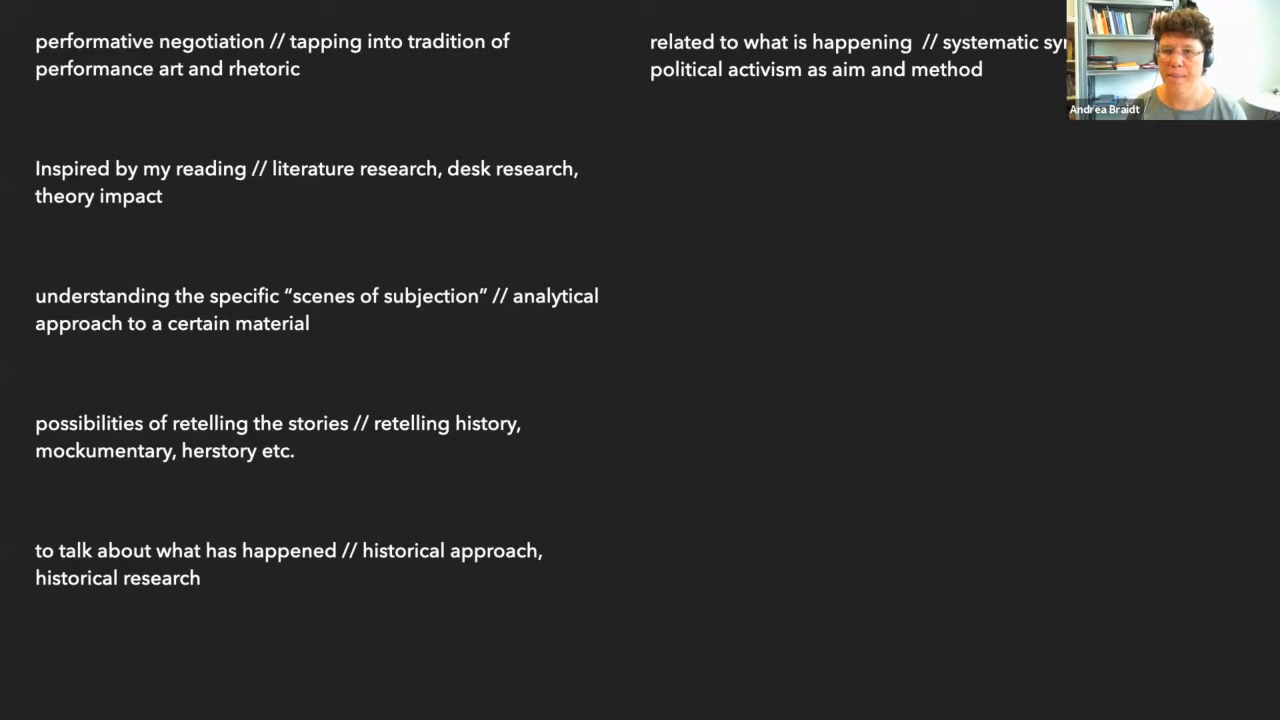 performative negotiation // tapping into tradition of
performance art and rhetoric
Inspired by my reading // literature research, desk research,
theory impact
understanding the specific “scenes of subjection” // analytical
approach to a certain material
possibilities of retelling the stories // retelling history,
mockumentary, herstory etc.
to talk about what has happened // historical approach,
historical research
related to what is happening // systematic
political activism as aim and method
Andrea Braidt